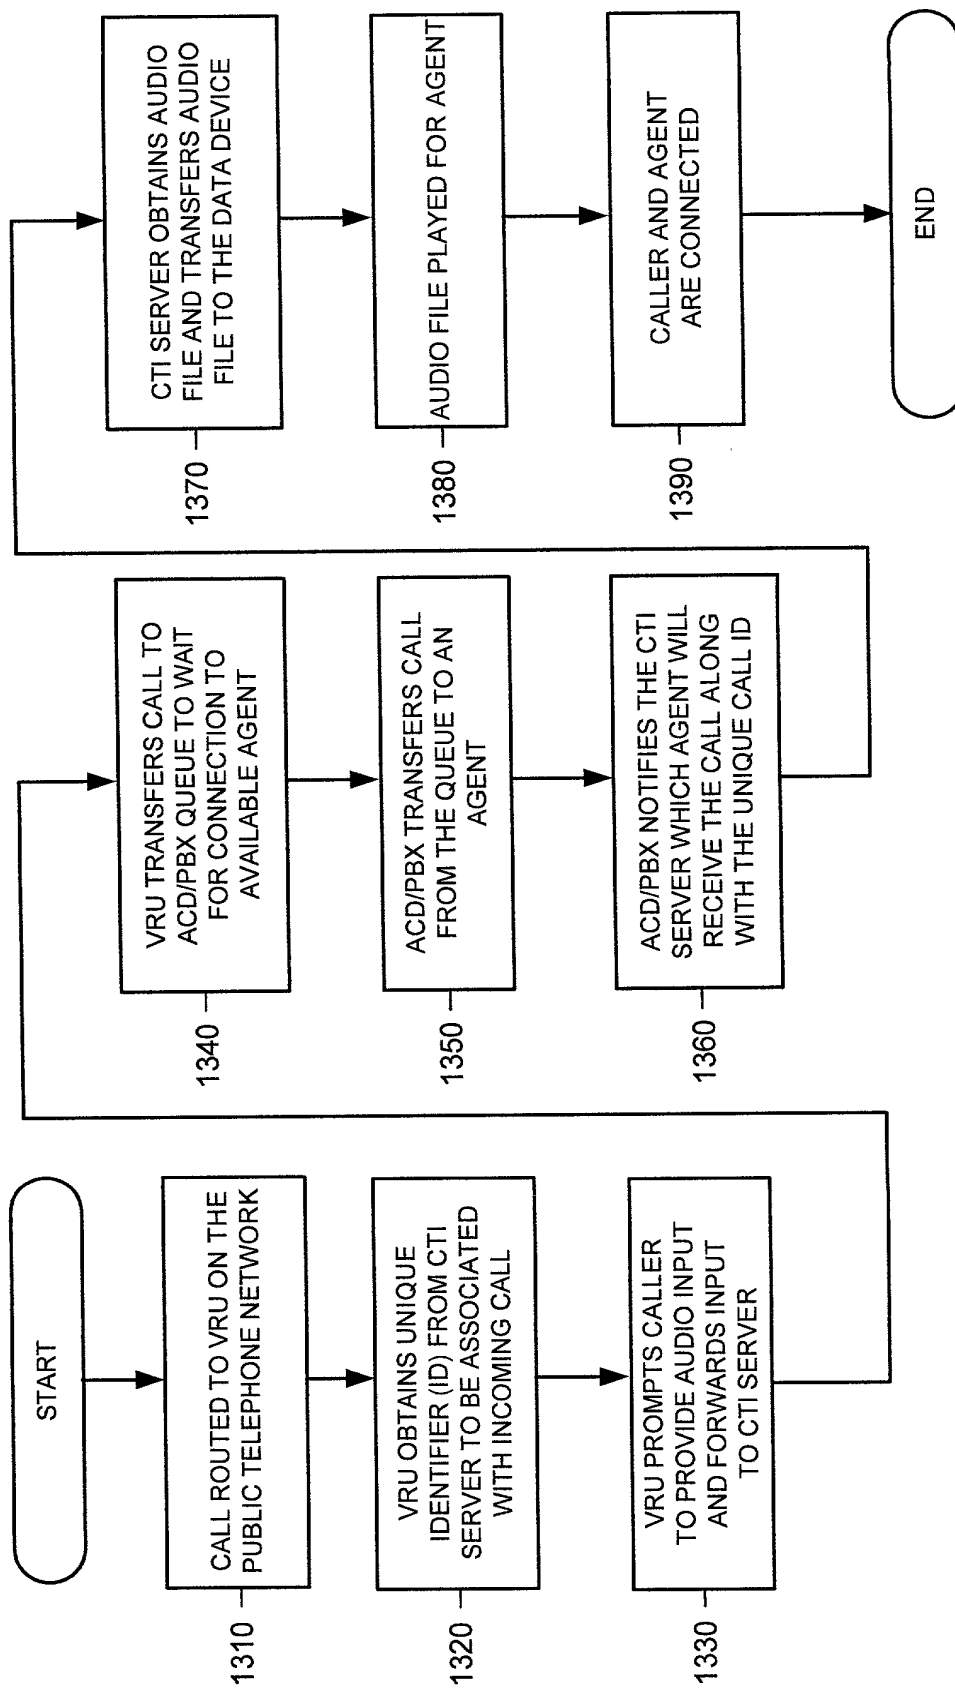 START
CALL ROUTED TO VRU ON THE
PUBLIC TELEPHONE NETWORK
1310
VRU OBTAINS UNIQUE
IDENTIFIER (ID) FROM CTI
SERVER TO BE ASSOCIATED
WITH INCOMING CALL
1320
VRU PROMPTS CALLER
TO PROVIDE AUDIO INPUT
AND FORWARDS INPUT
TO CTI SERVER
1330
VRU TRANSFERS CALL TO
ACD/PBX QUEUE TO WAIT
FOR CONNECTION TO
AVAILABLE AGENT
1340
ACD/PBX TRANSFERS CALL
FROM THE QUEUE TO AN
AGENT
1350
ACD/PBX NOTIFIES THE CTI
SERVER WHICH AGENT WILL
RECEIVE THE CALL ALONG
WITH THE UNIQUE CALL ID
1360
CTI SERVER OBTAINS AUDIO
FILE AND TRANSFERS AUDIO
FILE TO THE DATA DEVICE
1370
AUDIO FILE PLAYED FOR AGENT
1380
CALLER AND AGENT
ARE CONNECTED
1390
END